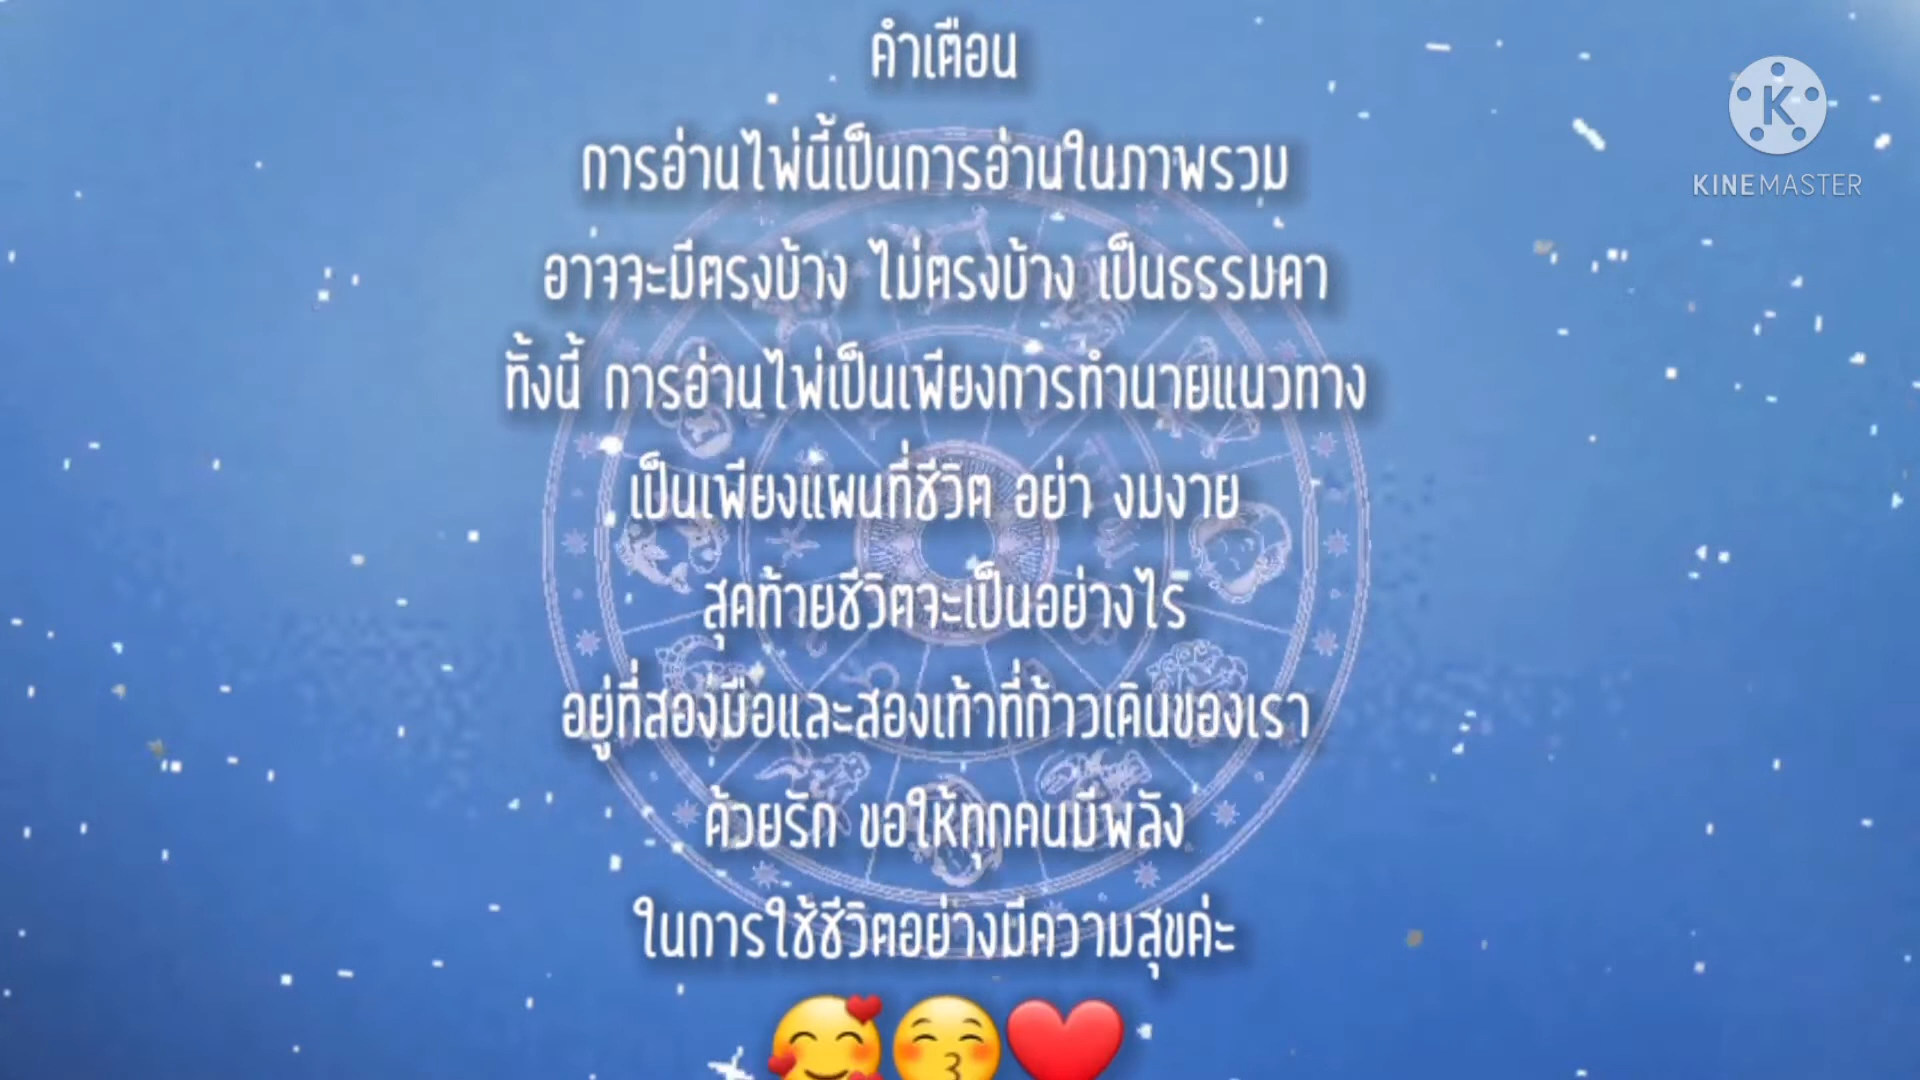 คำเตือน
การอ่านไพ่นี้เป็นการอ่านในภาพรวม
อาจจะมีตรงบ้าง ไม่ตรงบ้าง เป็นธรรมดา
ทั้งนี้ การอ่านไพ่เป็นเพียงการทำนายแนวทาง
เป็นเพียงแผนที่ชีวิต อย่า งมงาย
สุดท้ายชีวิตจะเป็นอย่างไร
อยู่ที่สองมือและสองเท้าที่ก้าวเดินของเรา
ด้วยรัก ขอให้ทุกคนมีพลัง
ในการใช้ชีวิตอย่างมีความสุขค่ะ
K
KINEMASTER